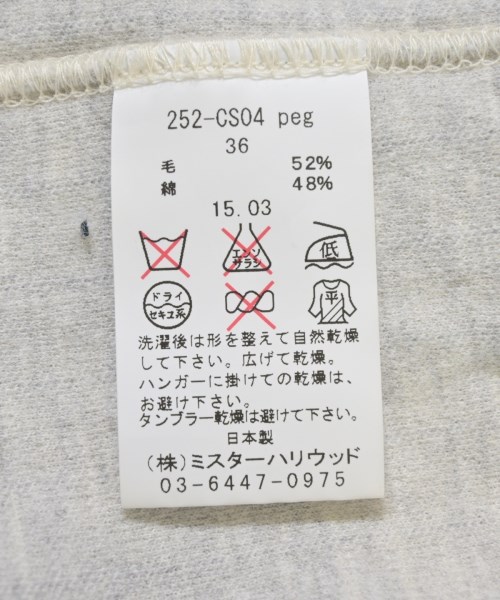 252-CS04 peg
36
毛 52%
綿 48%
15.03
エンソ
サラシ
低
ドライ
セキユ系
平
洗濯後は形を整えて自然乾燥
して下さい。広げて乾燥。
ハンガーに掛けての乾燥は、
お避け下さい。
タンブラー乾燥は避けて下さい。
日本製
(株)ミスターハリウッド
03-6447-0975